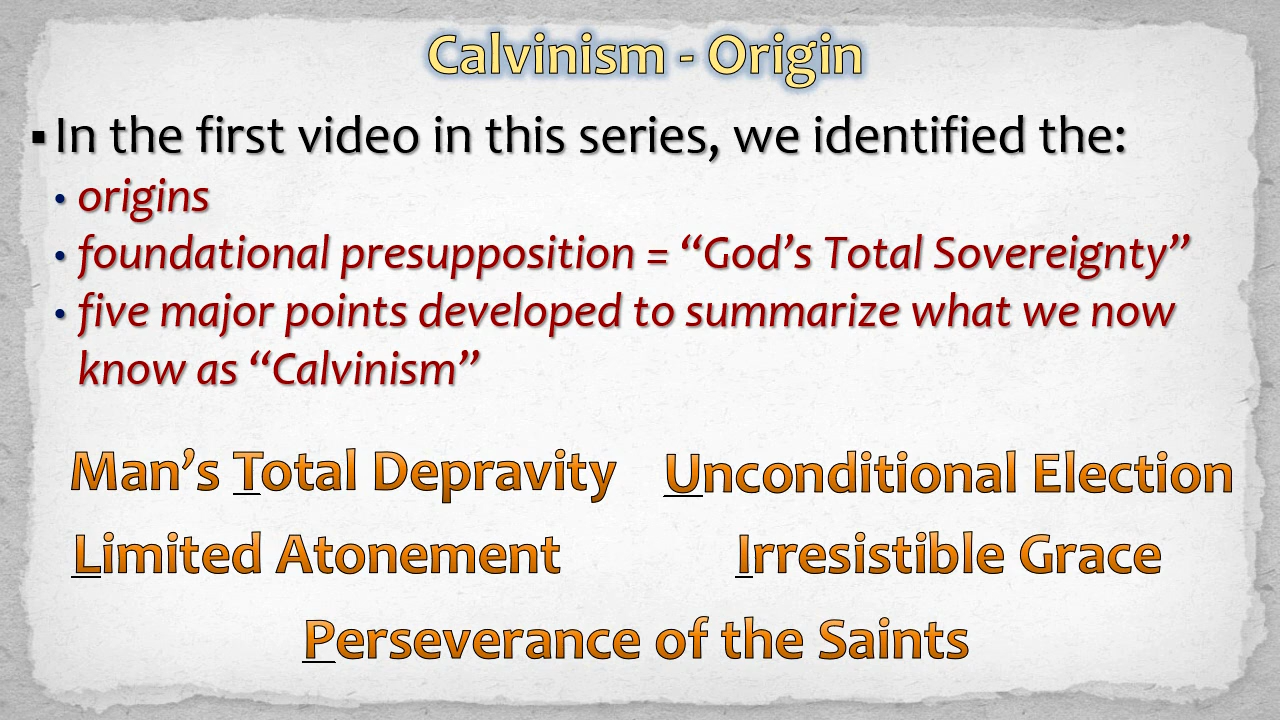 Calvinism - Origin
▪ In the first video in this series, we identified the:
• origins
• foundational presupposition = “God’s Total Sovereignty”
• five major points developed to summarize what we now
know as “Calvinism”
Man’s Total Depravity
Unconditional Election
Limited Atonement
Irresistible Grace
Perseverance of the Saints